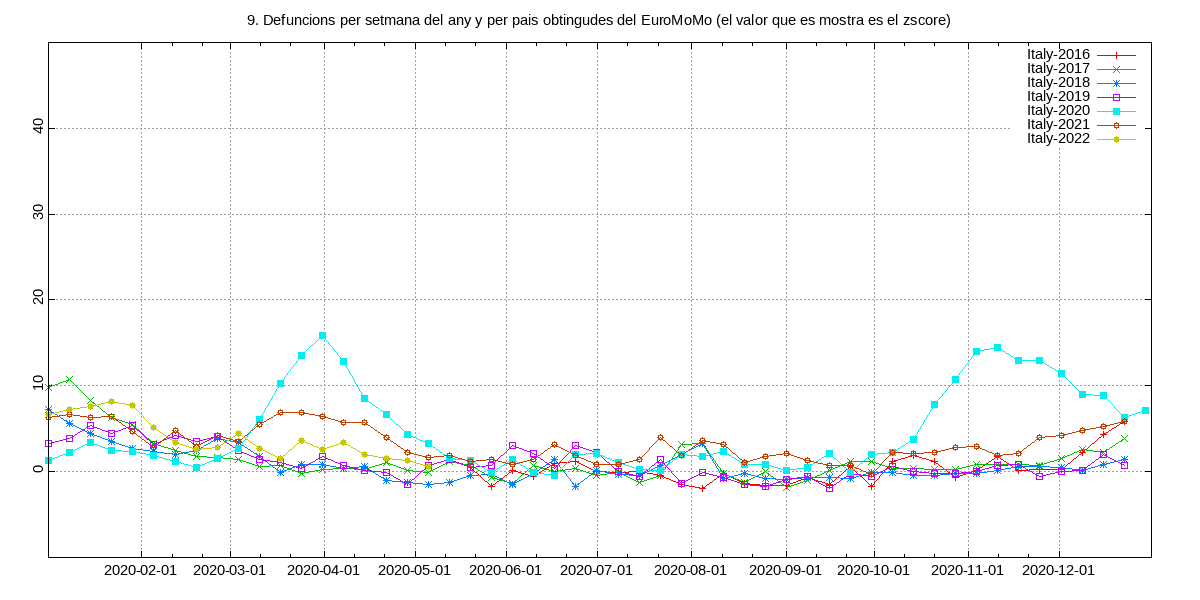 9. Defuncions per setmana del any y per pais obtingudes del EuroMoMo (el valor que es mostra es el zscore)
Italy-2016
Italy-2017
Italy-2018
Italy-2019
Italy-2020
Italy-2021
Italy-2022
40
30
20
10
0
2020-02-01 2020-03-01 2020-04-01 2020-05-01 2020-06-01 2020-07-01 2020-08-01 2020-09-01 2020-10-01 2020-11-01 2020-12-01